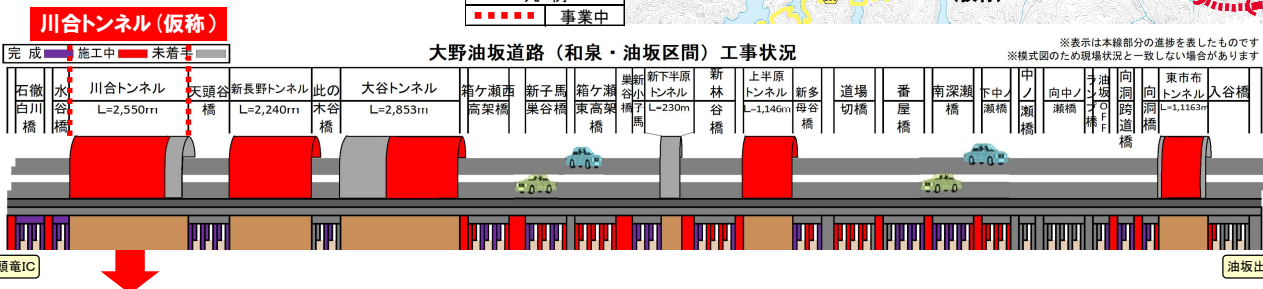 事業中
川合トンネル(仮称)
完 成 施工中 未着手
大野油坂道路（和泉・油坂区間）工事状況
※表示は本線部分の進捗を表したものです
※模式図のため現場状況と一致しない場合があります
石徹白川橋
水谷橋
川合トンネル
L=2,550m
天頭谷橋
新長野トンネル
L=2,240m
此の木谷橋
大谷トンネル
L=2,853m
箱ケ瀬西高架橋
新子馬巣谷橋
箱ケ瀬東高架橋
巣谷橋
新小子馬
新下半原トンネル
L=230m
新林谷橋
上半原トンネル
L=1,146m
新多母谷橋
道場切橋
番屋橋
南深瀬橋
下中ノ瀬橋
中ノ瀬橋
向中ノ瀬橋
油坂OFF
ランプ橋
向洞跨道橋
向洞橋
東市布トンネル
L=1,1163m
入谷橋
頭竜IC
油坂出